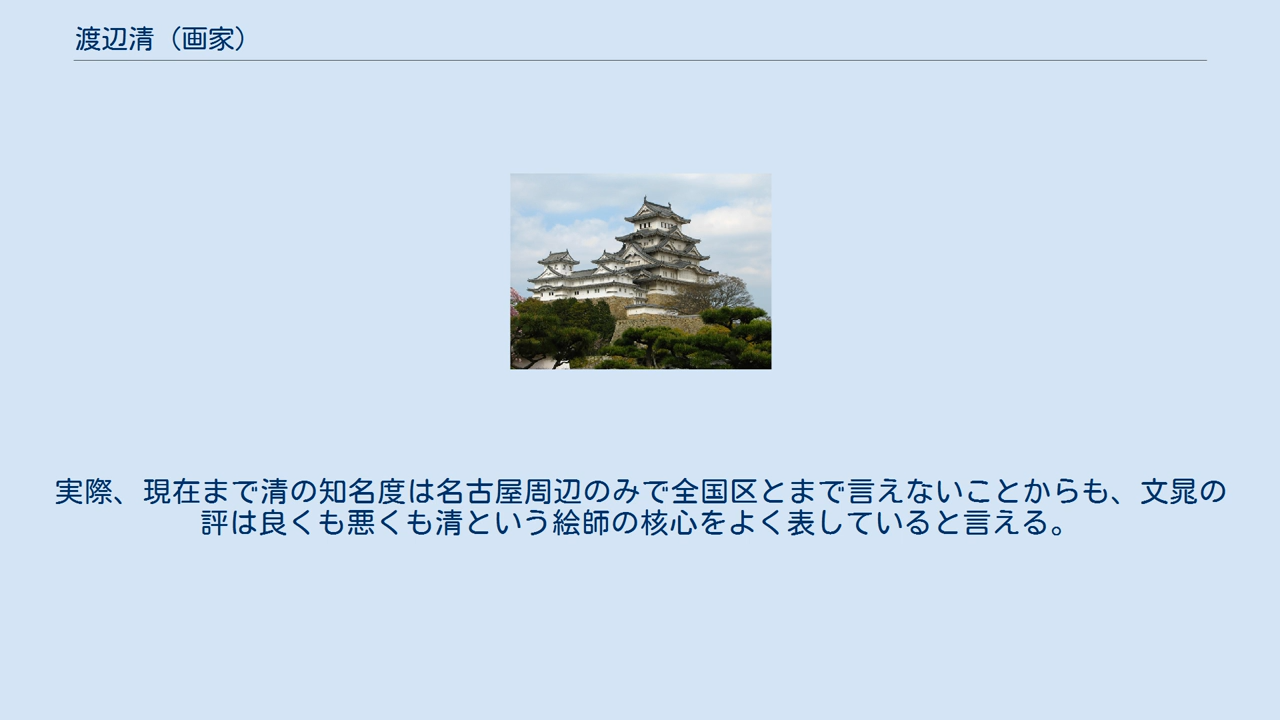 渡辺清（画家）
実際、現在まで清の知名度は名古屋周辺のみで全国区とまで言えないことからも、文晁の
評は良くも悪くも清という絵師の核心をよく表していると言える。